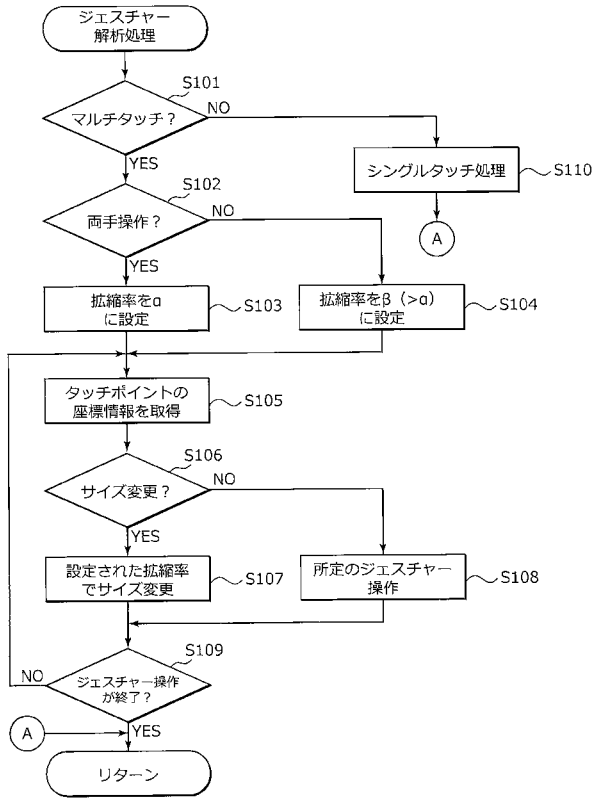 ジェスチャー
解析処理
S101
マルチタッチ？
NO
YES
シングルタッチ処理
S110
A
S102
両手操作？
NO
YES
拡縮率をα
に設定
S103
拡縮率をβ（>α）
に設定
S104
タッチポイントの
座標情報を取得
S105
S106
サイズ変更？
NO
YES
設定された拡縮率
でサイズ変更
S107
所定のジェスチャー
操作
S108
S109
NO
ジェスチャー操作
が終了？
YES
A
リターン